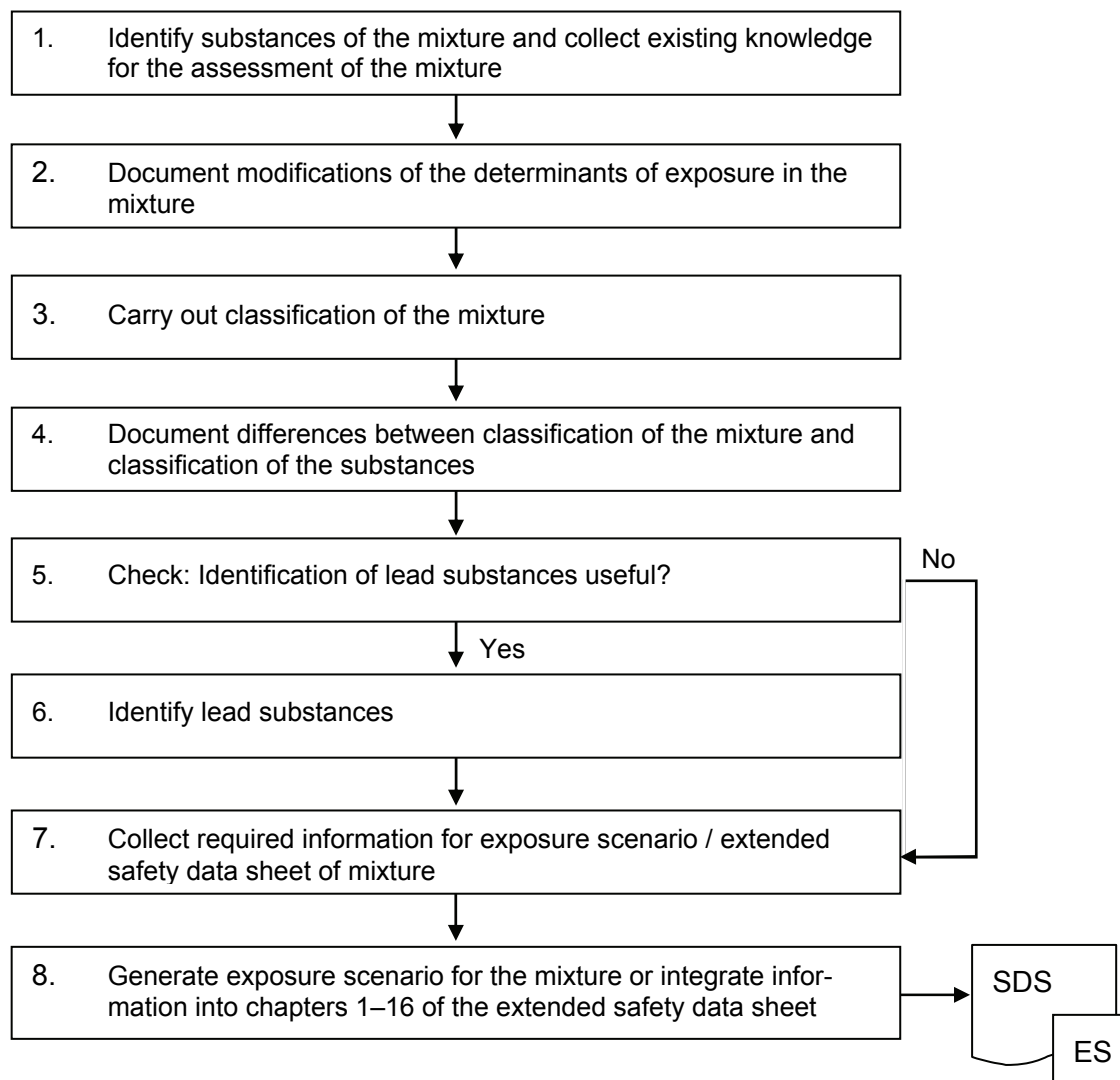 1. Identify substances of the mixture and collect existing knowledge
for the assessment of the mixture
2. Document modifications of the determinants of exposure in the
mixture
3. Carry out classification of the mixture
4. Document differences between classification of the mixture and
classification of the substances
5. Check: Identification of lead substances useful?
No
Yes
6. Identify lead substances
7. Collect required information for exposure scenario / extended
safety data sheet of mixture
8. Generate exposure scenario for the mixture or integrate infor-
mation into chapters 1–16 of the extended safety data sheet
SDS
ES